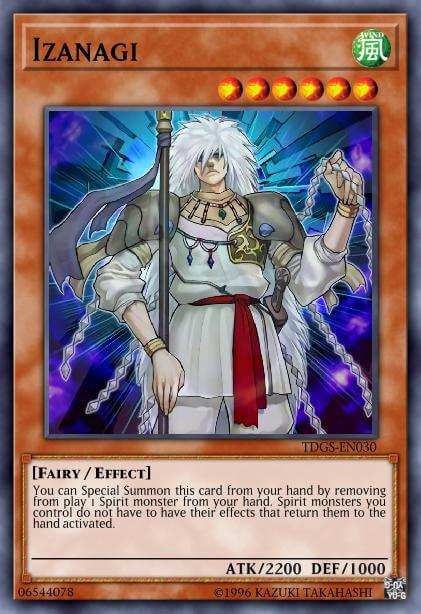 IZANAGI
WIND
風
TDGS-EN030
[FAIRY / EFFECT]
You can Special Summon this card from your hand by removing
from play 1 Spirit monster from your hand. Spirit monsters you
control do not have to have their effects that return them to the
hand activated.
ATK/2200 DEF/1000
06544078
©1996 KAZUKI TAKAHASHI